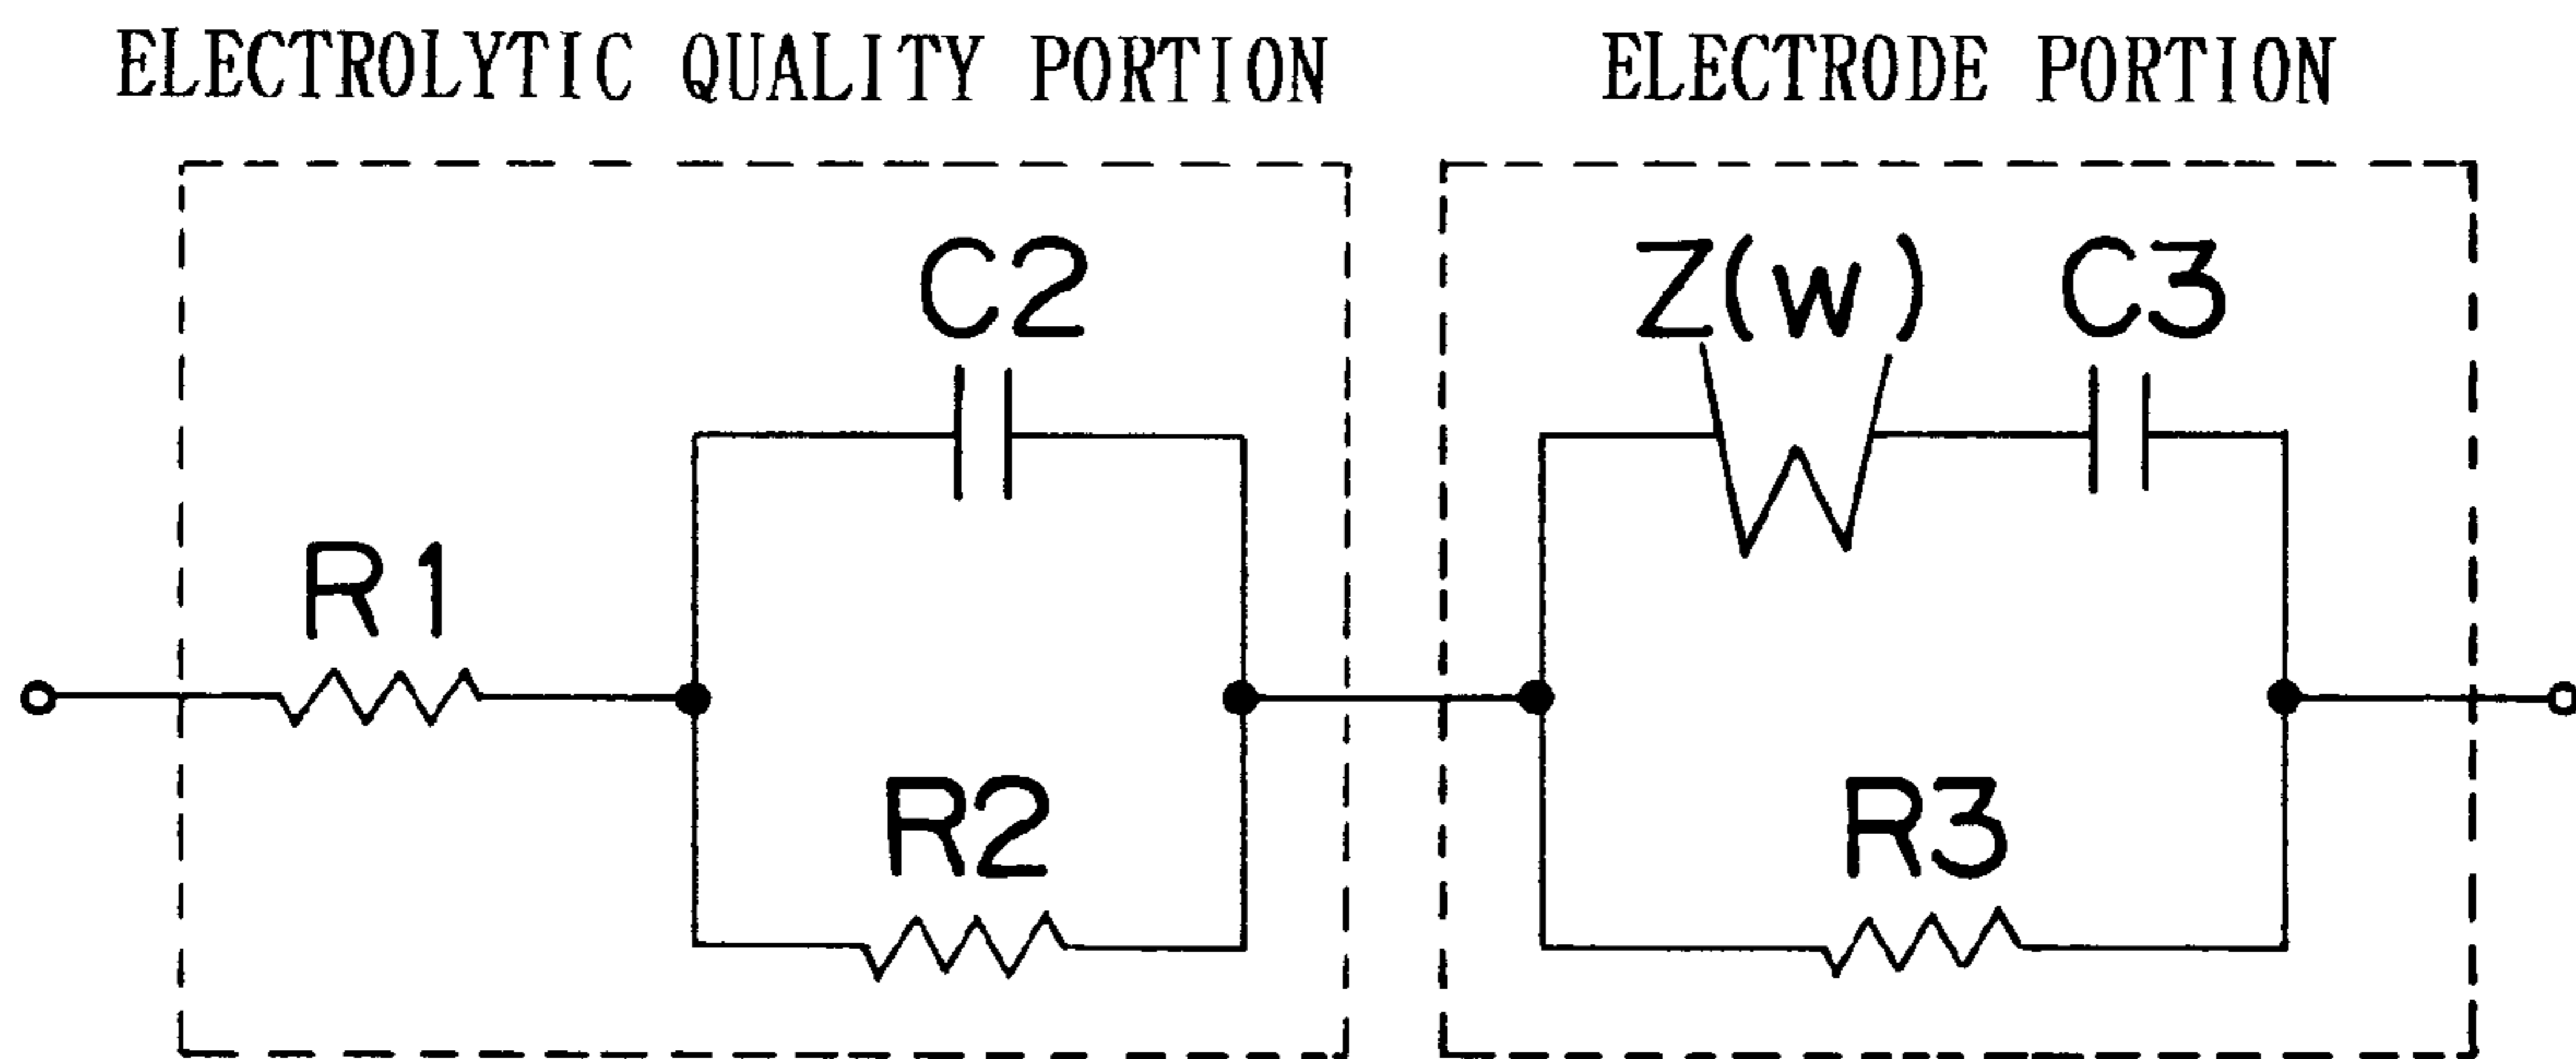 ELECTROLYTIC QUALITY PORTION
ELECTRODE PORTION
C2
Z(W)
C3
R1
R2
R3